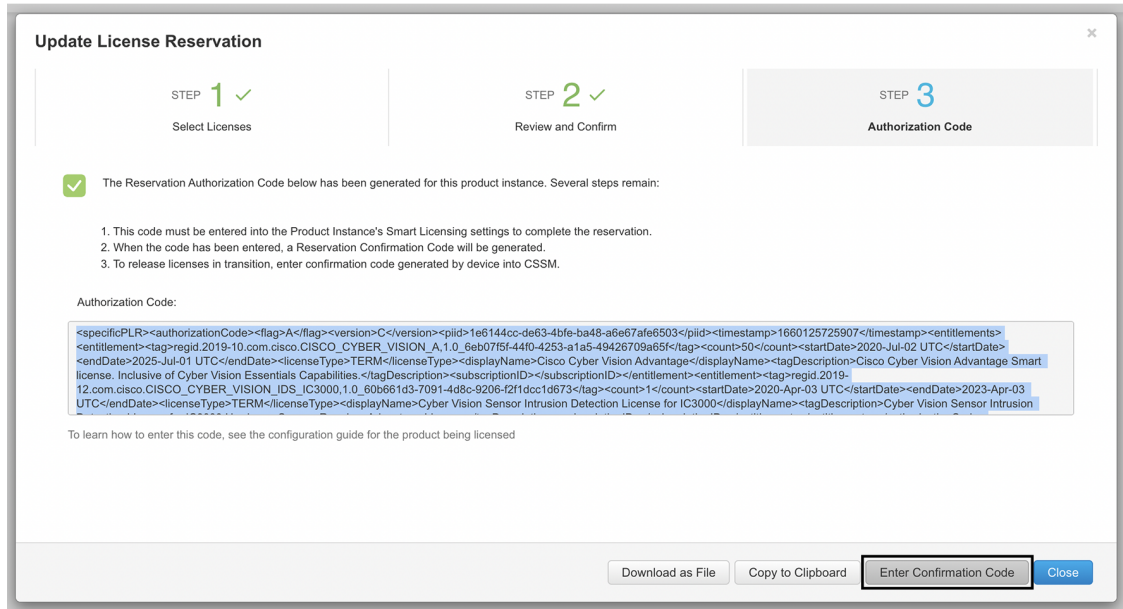 Update License Reservation
×
STEP 1
Select Licenses
STEP 2
Review and Confirm
STEP 3
Authorization Code
The Reservation Authorization Code below has been generated for this product instance. Several steps remain:
1. This code must be entered into the Product Instance's Smart Licensing settings to complete the reservation.
2. When the code has been entered, a Reservation Confirmation Code will be generated.
3. To release licenses in transition, enter confirmation code generated by device into CSSM.
Authorization Code:
<specificPLR><authorizationCode><flag>A</flag><version>C</version><piid>1e6144cc-de63-4bfe-ba48-a6e67afe6503</piid><timestamp>1660125725907</timestamp><entitlements>
<entitlement><tag>regid.2019-10.com.cisco.CISCO_CYBER_VISION_A,1.0_6eb07f5f-44f0-4253-a1a5-49426709a65f</tag><count>50</count><startDate>2020-Jul-02 UTC</startDate>
<endDate>2025-Jul-01 UTC</endDate><licenseType>TERM</licenseType><displayName>Cisco Cyber Vision Advantage</displayName><tagDescription>Cisco Cyber Vision Advantage Smart
license. Inclusive of Cyber Vision Essentials Capabilities.</tagDescription><subscriptionID></subscriptionID></entitlement><entitlement><tag>regid.2019-
12.com.cisco.CISCO_CYBER_VISION_IDS_IC3000,1.0_60b661d3-7091-4d8c-9206-f2f1dcc1d673</tag><count>1</count><startDate>2020-Apr-03 UTC</startDate><endDate>2023-Apr-03
UTC</endDate><licenseType>TERM</licenseType><displayName>Cyber Vision Sensor Intrusion Detection License for IC3000</displayName><tagDescription>Cyber Vision Sensor Intrusion
To learn how to enter this code, see the configuration guide for the product being licensed
Download as File
Copy to Clipboard
Enter Confirmation Code
Close